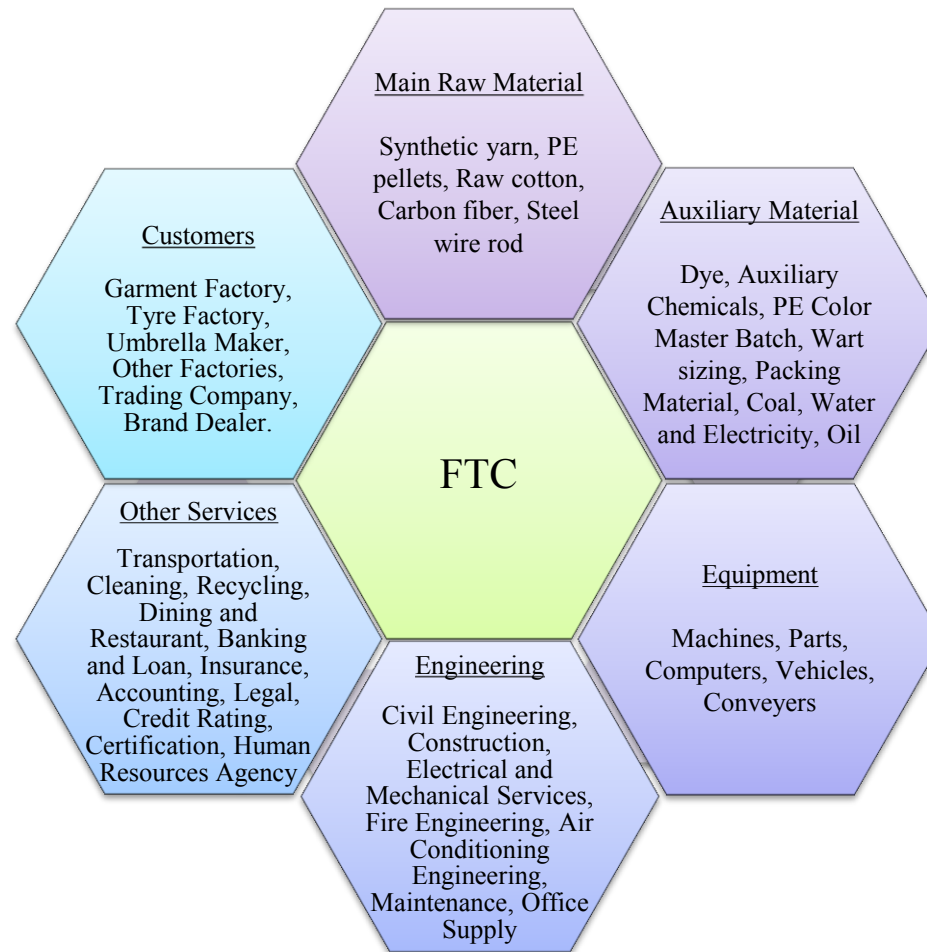 Main Raw Material
Synthetic yarn, PE
pellets, Raw cotton,
Carbon fiber, Steel
wire rod
Auxiliary Material
Dye, Auxiliary
Chemicals, PE Color
Master Batch, Wart
sizing, Packing
Material, Coal, Water
and Electricity, Oil
Equipment
Machines, Parts,
Computers, Vehicles,
Conveyers
Engineering
Civil Engineering,
Construction,
Electrical and
Mechanical Services,
Fire Engineering, Air
Conditioning
Engineering,
Maintenance, Office
Supply
Other Services
Transportation,
Cleaning, Recycling,
Dining and
Restaurant, Banking
and Loan, Insurance,
Accounting, Legal,
Credit Rating,
Certification, Human
Resources Agency
Customers
Garment Factory,
Tyre Factory,
Umbrella Maker,
Other Factories,
Trading Company,
Brand Dealer.
FTC